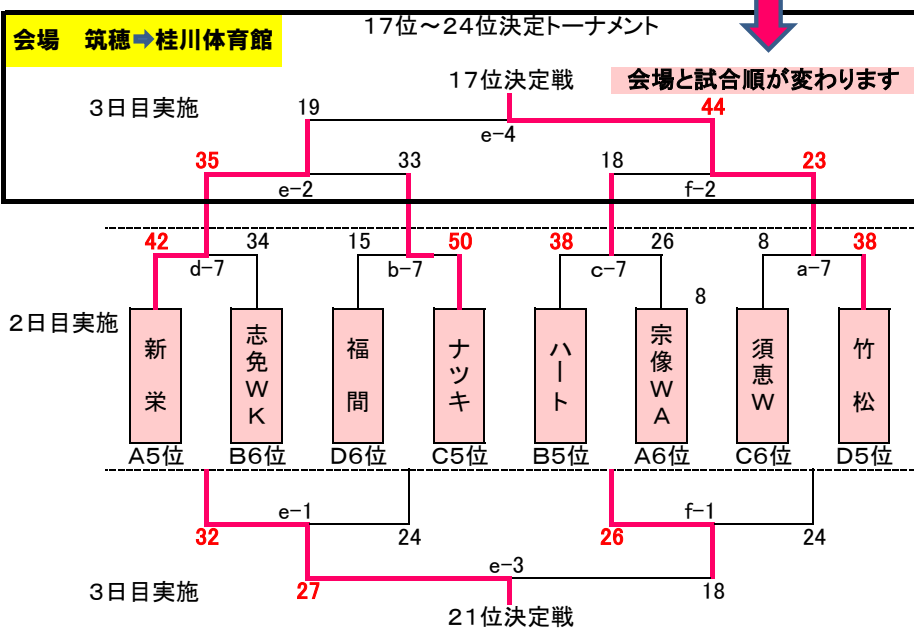 17位～24位決定トーナメント
会場　筑穂➡桂川体育館
17位決定戦
会場と試合順が変わります
3日目実施
19
44
e-4
35
33
18
23
e-2
f-2
42
34
15
50
38
26
8
38
d-7
b-7
c-7
a-7
8
2日目実施
新栄
志免WK
福間
ナツキ
ハート
宗像WA
須恵W
竹松
A5位
B6位
D6位
C5位
B5位
A6位
C6位
D5位
e-1
f-1
32
24
26
24
e-3
3日目実施
27
18
21位決定戦